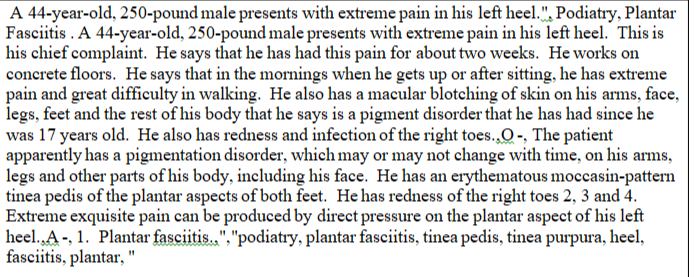 A 44-year-old, 250-pound male presents with extreme pain in his left heel.", Podiatry, Plantar
Fasciitis . A 44-year-old, 250-pound male presents with extreme pain in his left heel.  This is
his chief complaint.  He says that he has had this pain for about two weeks.  He works on
concrete floors.  He says that in the mornings when he gets up or after sitting, he has extreme
pain and great difficulty in walking.  He also has a macular blotching of skin on his arms, face,
legs, feet and the rest of his body that he says is a pigment disorder that he has had since he
was 17 years old.  He also has redness and infection of the right toes.,O -, The patient
apparently has a pigmentation disorder, which may or may not change with time, on his arms,
legs and other parts of his body, including his face.  He has an erythematous moccasin-pattern
tinea pedis of the plantar aspects of both feet.  He has redness of the right toes 2, 3 and 4.
Extreme exquisite pain can be produced by direct pressure on the plantar aspect of his left
heel.,A -, 1.  Plantar fasciitis.,","podiatry, plantar fasciitis, tinea pedis, tinea purpura, heel,
fasciitis, plantar, "